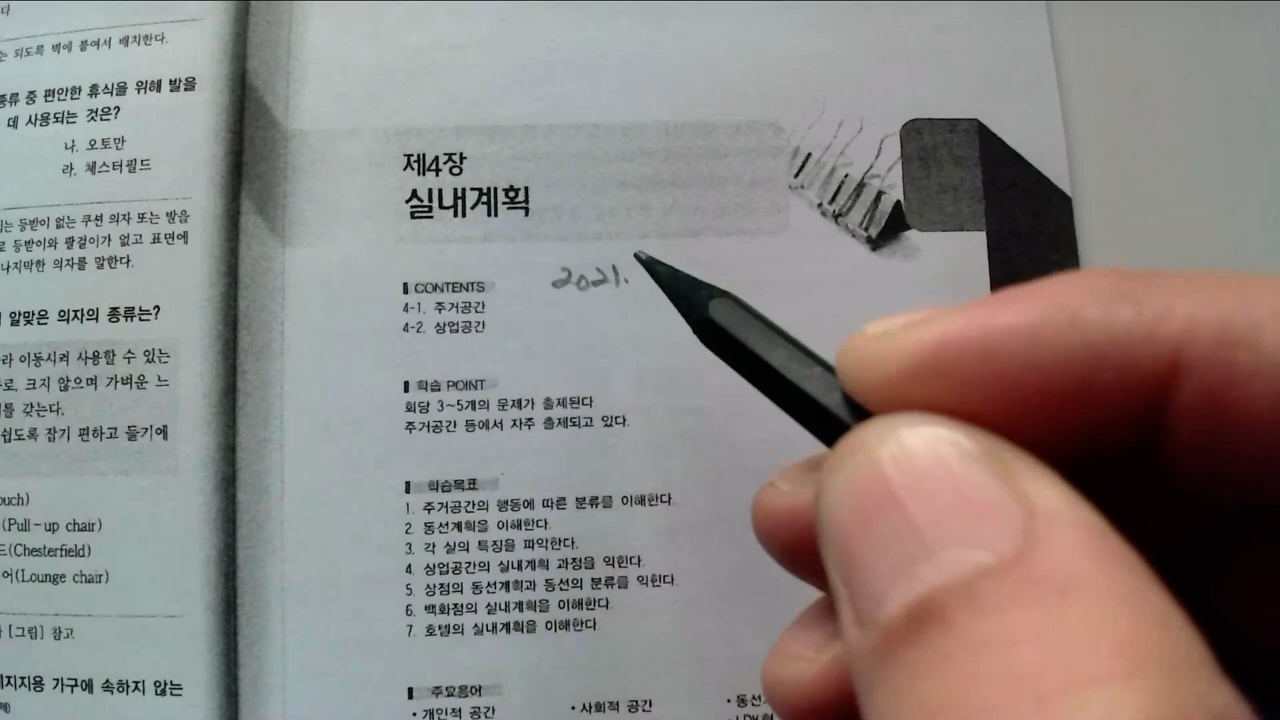 다
는 되도록 벽에 붙여서 배치한다.
종류 중 편안한 휴식을 위해 발을
데 사용되는 것은?
나. 오토만
라. 체스터필드
는 등받이 없는 쿠션 의자 또는 발을
로 등받이와 팔걸이가 없고 표면에
나지막한 의자를 말한다.
알맞은 의자의 종류는?
라 이동시켜 사용할 수 있는
로, 크지 않으며 가벼운 느
를 갖는다.
쉽도록 잡기 편하고 들기에
ouch)
(Pull-up chair)
드(Chesterfield)
어(Lounge chair)
[그림] 참고
지지용 가구에 속하지 않는
제4장
실내계획
2021.
CONTENTS
4-1. 주거공간
4-2. 상업공간
학습 POINT
회당 3~5개의 문제가 출제된다
주거공간 등에서 자주 출제되고 있다.
학습목표
1. 주거공간의 행동에 따른 분류를 이해한다.
2. 동선계획을 이해한다.
3. 각 실의 특징을 파악한다.
4. 상업공간의 실내계획 과정을 익힌다.
5. 상점의 동선계획과 동선의 분류를 익힌다.
6. 백화점의 실내계획을 이해한다.
7. 호텔의 실내계획을 이해한다.
주요용어
• 개인적 공간 • 사회적 공간 • 동선